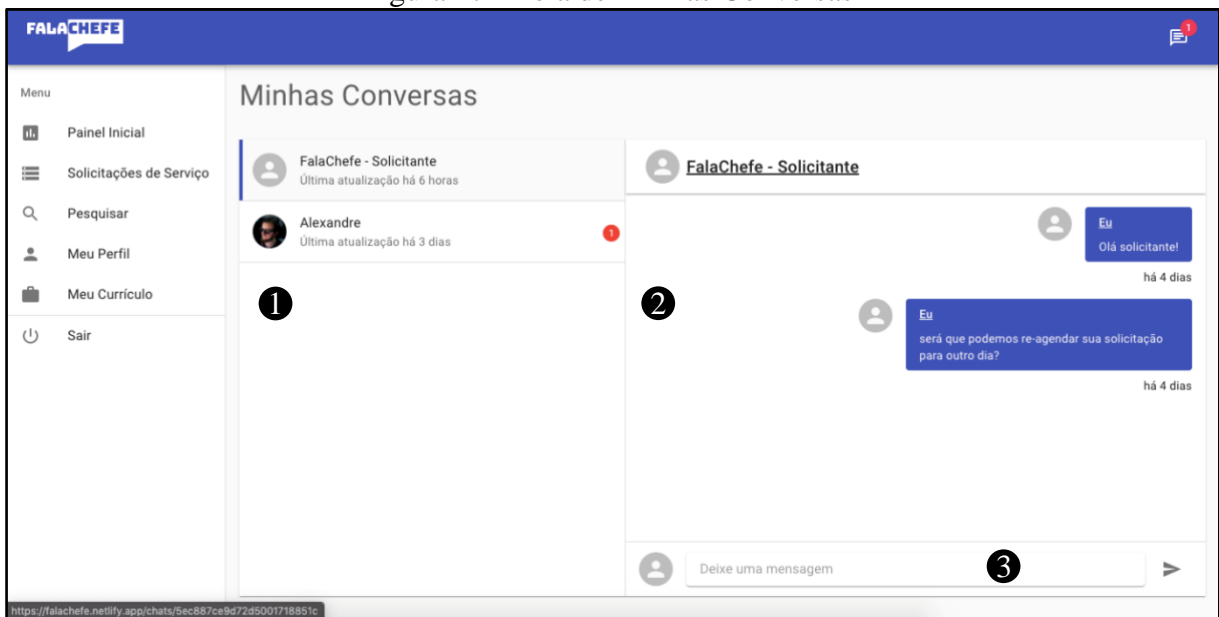 FALACHEFE
1
Menu
Painel Inicial
Solicitações de Serviço
Pesquisar
Meu Perfil
Meu Currículo
Sair
Minhas Conversas
FalaChefe - Solicitante
Última atualização há 6 horas
Alexandre
Última atualização há 3 dias
1
1
FalaChefe - Solicitante
Eu
Olá solicitante!
há 4 dias
2
Eu
será que podemos re-agendar sua solicitação
para outro dia?
há 4 dias
Deixe uma mensagem
3
https://falachefe.netlify.app/chats/5ec887ce9d72d5001718851c